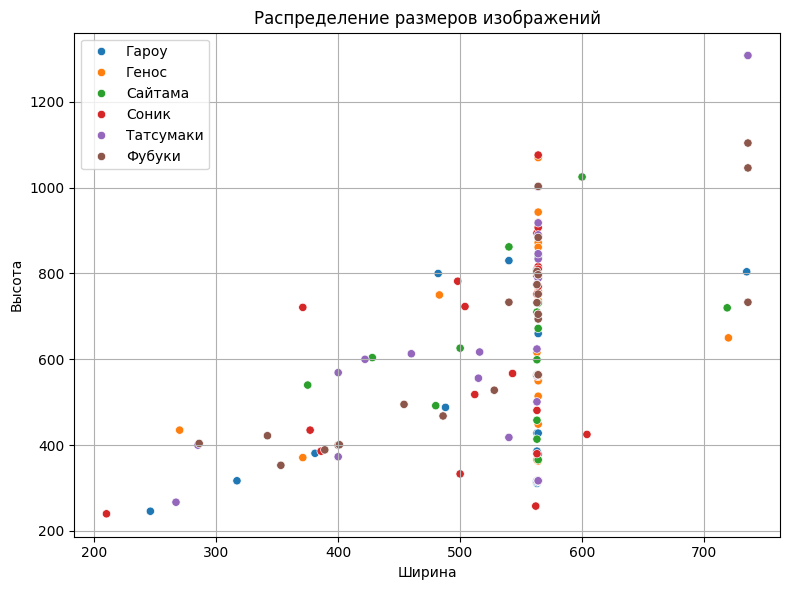 Распределение размеров изображений
Гароу
Генос
Сайтама
Соник
Татсумаки
Фубуки
Высота
1200
1000
800
600
400
200
200 300 400 500 600 700
Ширина